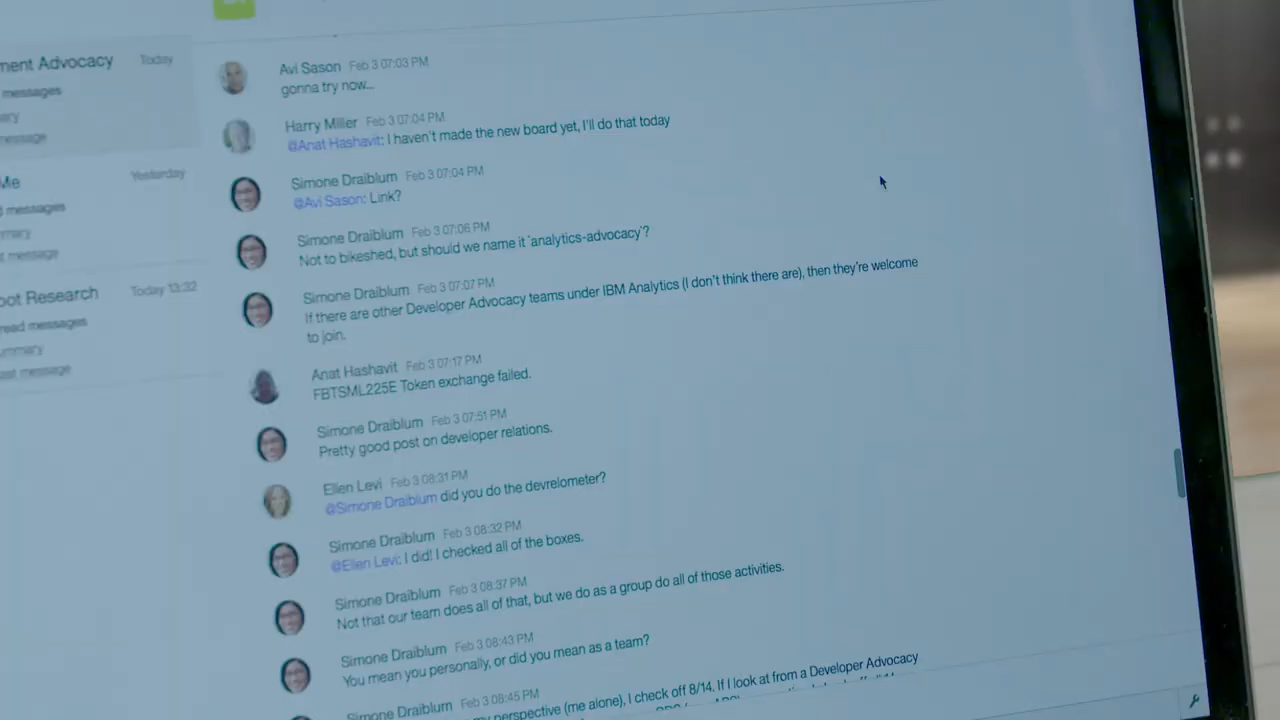 ment Advocacy Today
messages
ary
message
Me Yesterday
messages
mary
message
oot Research Today 13:32
read messages
ummary
ast message
Avi Sason Feb 3 07:03 PM
gonna try now...
Harry Miller Feb 3 07:04 PM
@Anat Hashavit: I haven't made the new board yet, I'll do that today
Simone Draiblum Feb 3 07:04 PM
@Avi Sason: Link?
Simone Draiblum Feb 3 07:06 PM
Not to bikeshed, but should we name it `analytics-advocacy`?
Simone Draiblum Feb 3 07:07 PM
If there are other Developer Advocacy teams under IBM Analytics (I don't think there are), then they're welcome
to join.
Anat Hashavit Feb 3 07:17 PM
FBTSML225E Token exchange failed.
Simone Draiblum Feb 3 07:51 PM
Pretty good post on developer relations.
Ellen Levi Feb 3 08:31 PM
@Simone Draiblum did you do the devrelometer?
Simone Draiblum Feb 3 08:32 PM
@Ellen Levi: I did! I checked all of the boxes.
Simone Draiblum Feb 3 08:37 PM
Not that our team does all of that, but we do as a group do all of those activities.
Simone Draiblum Feb 3 08:43 PM
You mean you personally, or did you mean as a team?
Simone Draiblum Feb 3 08:45 PM
my perspective (me alone), I check off 8/14. If I look at from a Developer Advocacy